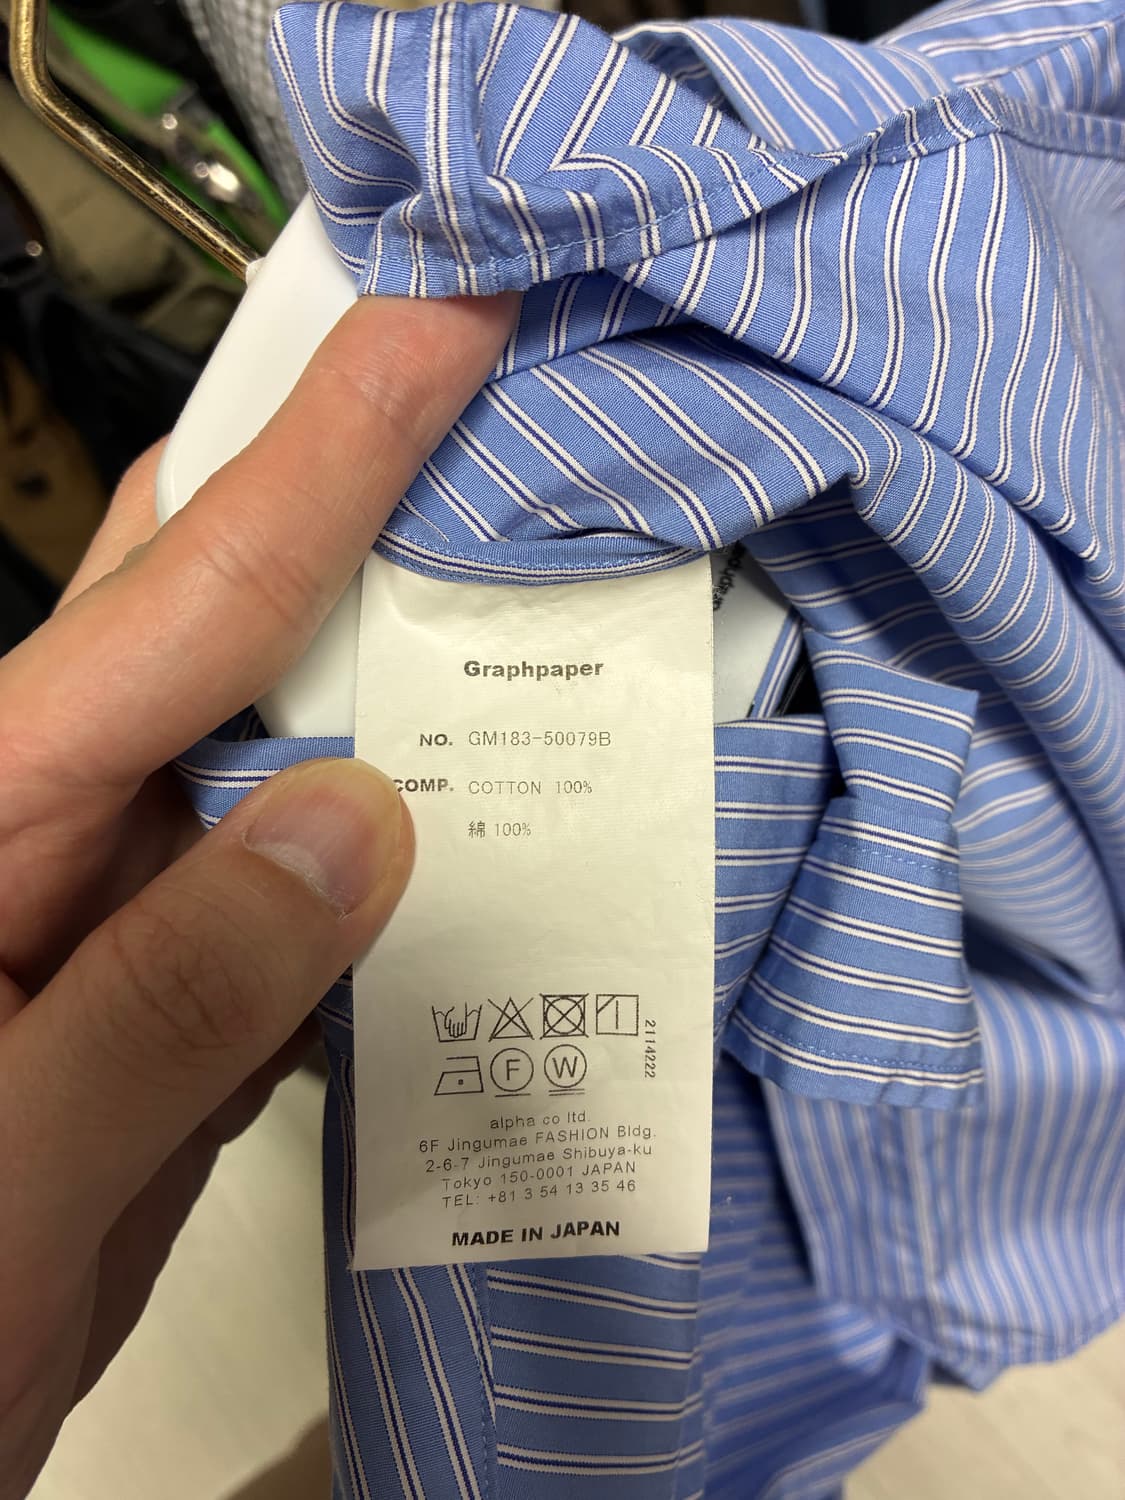 Graphpaper
NO. GM183-50079B
COMP. COTTON 100%
綿 100%
F W
2114222
alpha co ltd.
6F Jingumae FASHION Bldg.
2-6-7 Jingumae Shibuya-ku
Tokyo 150-0001 JAPAN
TEL: +81 3 54 13 35 46
MADE IN JAPAN